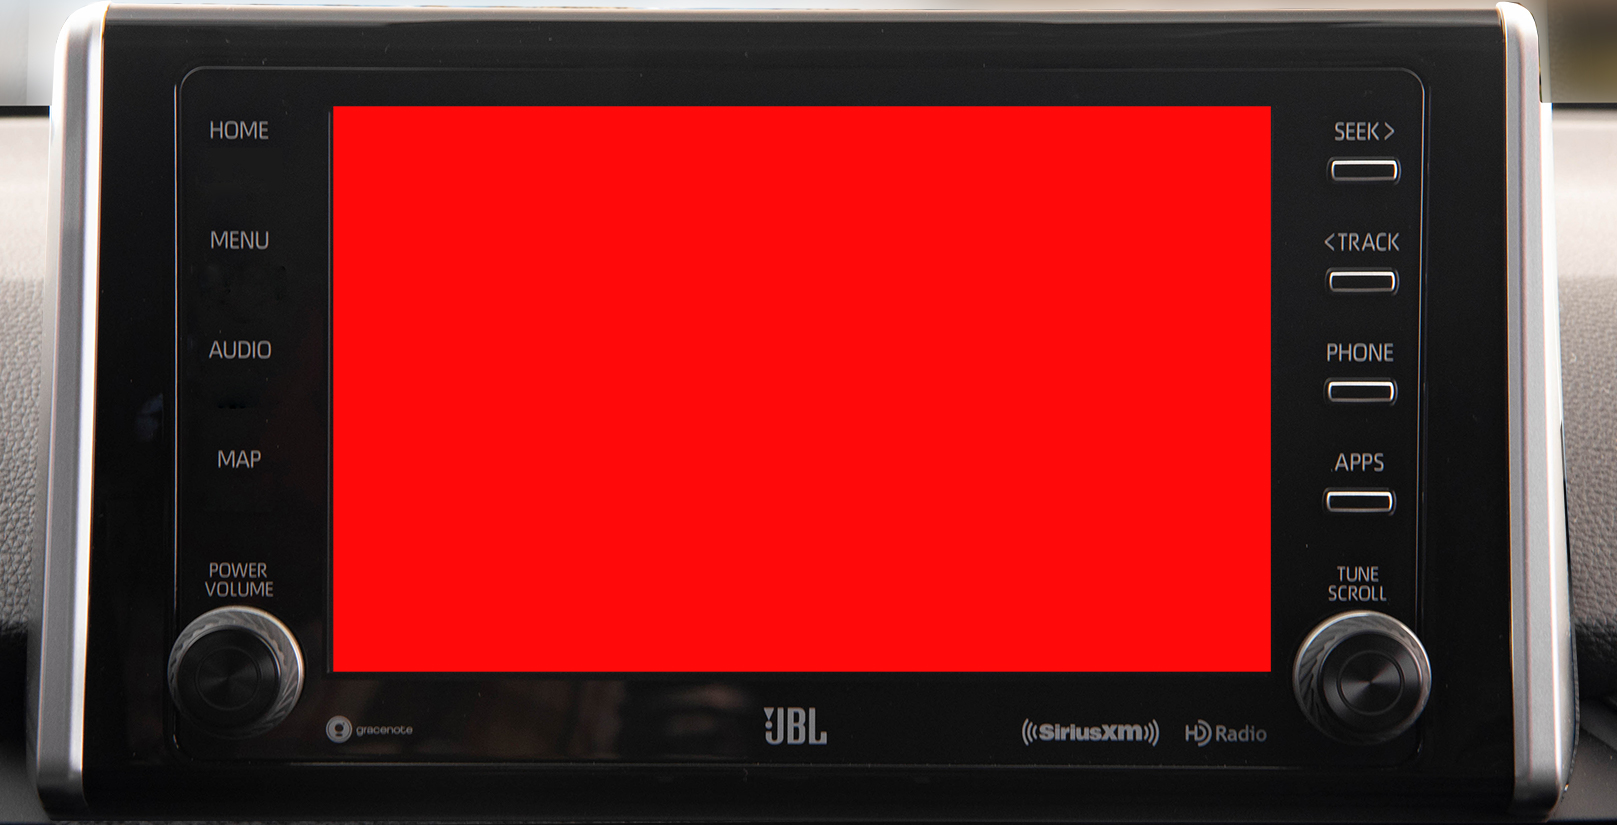 HOME
MENU
AUDIO
MAP
POWER
VOLUME
SEEK >
< TRACK
PHONE
APPS
TUNE
SCROLL
gracenote
JBL
SiriusXM
HD Radio